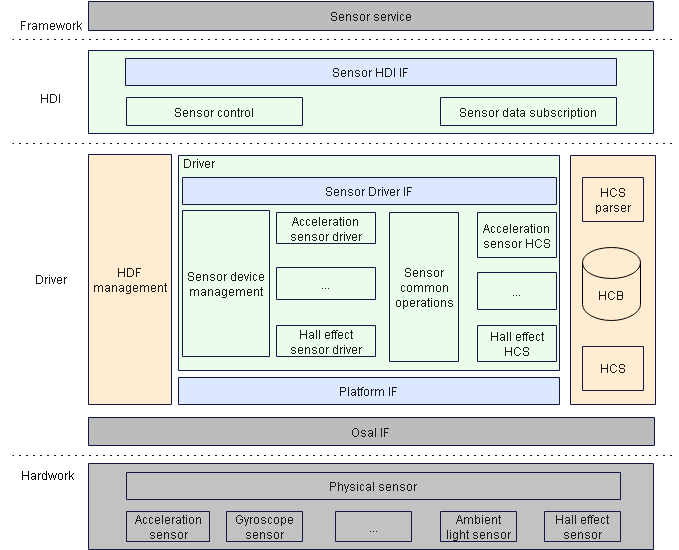 Sensor service
Framework
Sensor HDI IF
HDI
Sensor control
Sensor data subscription
Driver
Sensor Driver IF
HCS
parser
Acceleration
sensor driver
Acceleration
sensor HCS
Driver
HDF
management
Sensor device
management
...
Sensor
common
operations
...
HCB
Hall effect
sensor driver
Hall effect
HCS
HCS
Platform IF
Osal IF
Hardwork
Physical sensor
Acceleration
sensor
Gyroscope
sensor
...
Ambient
light sensor
Hall effect
sensor